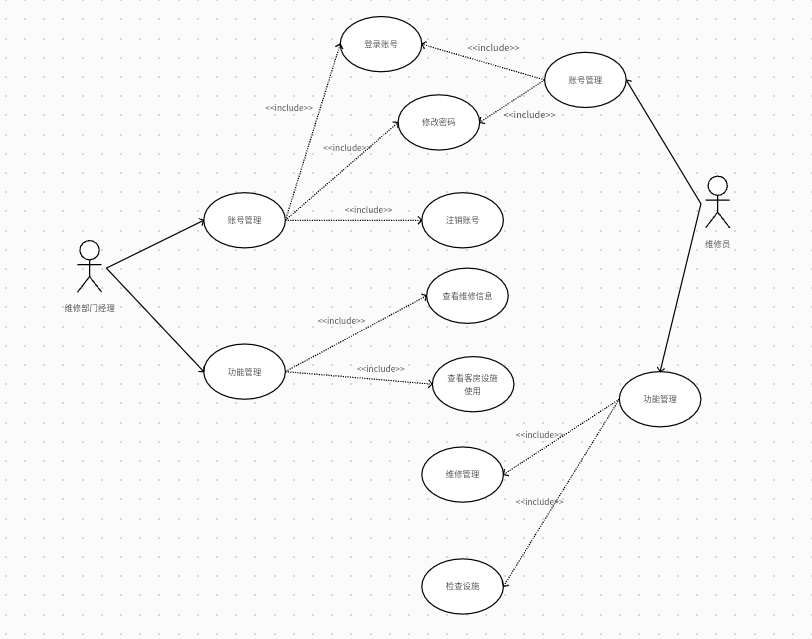 登录账号
<<include>>
账号管理
<<include>>
<<include>>
修改密码
<<include>>
<<include>>
账号管理
注销账号
维修员
查看维修信息
维修部门经理
<<include>>
<<include>>
功能管理
查看客房设施
使用
功能管理
<<include>>
维修管理
<<include>>
检查设施